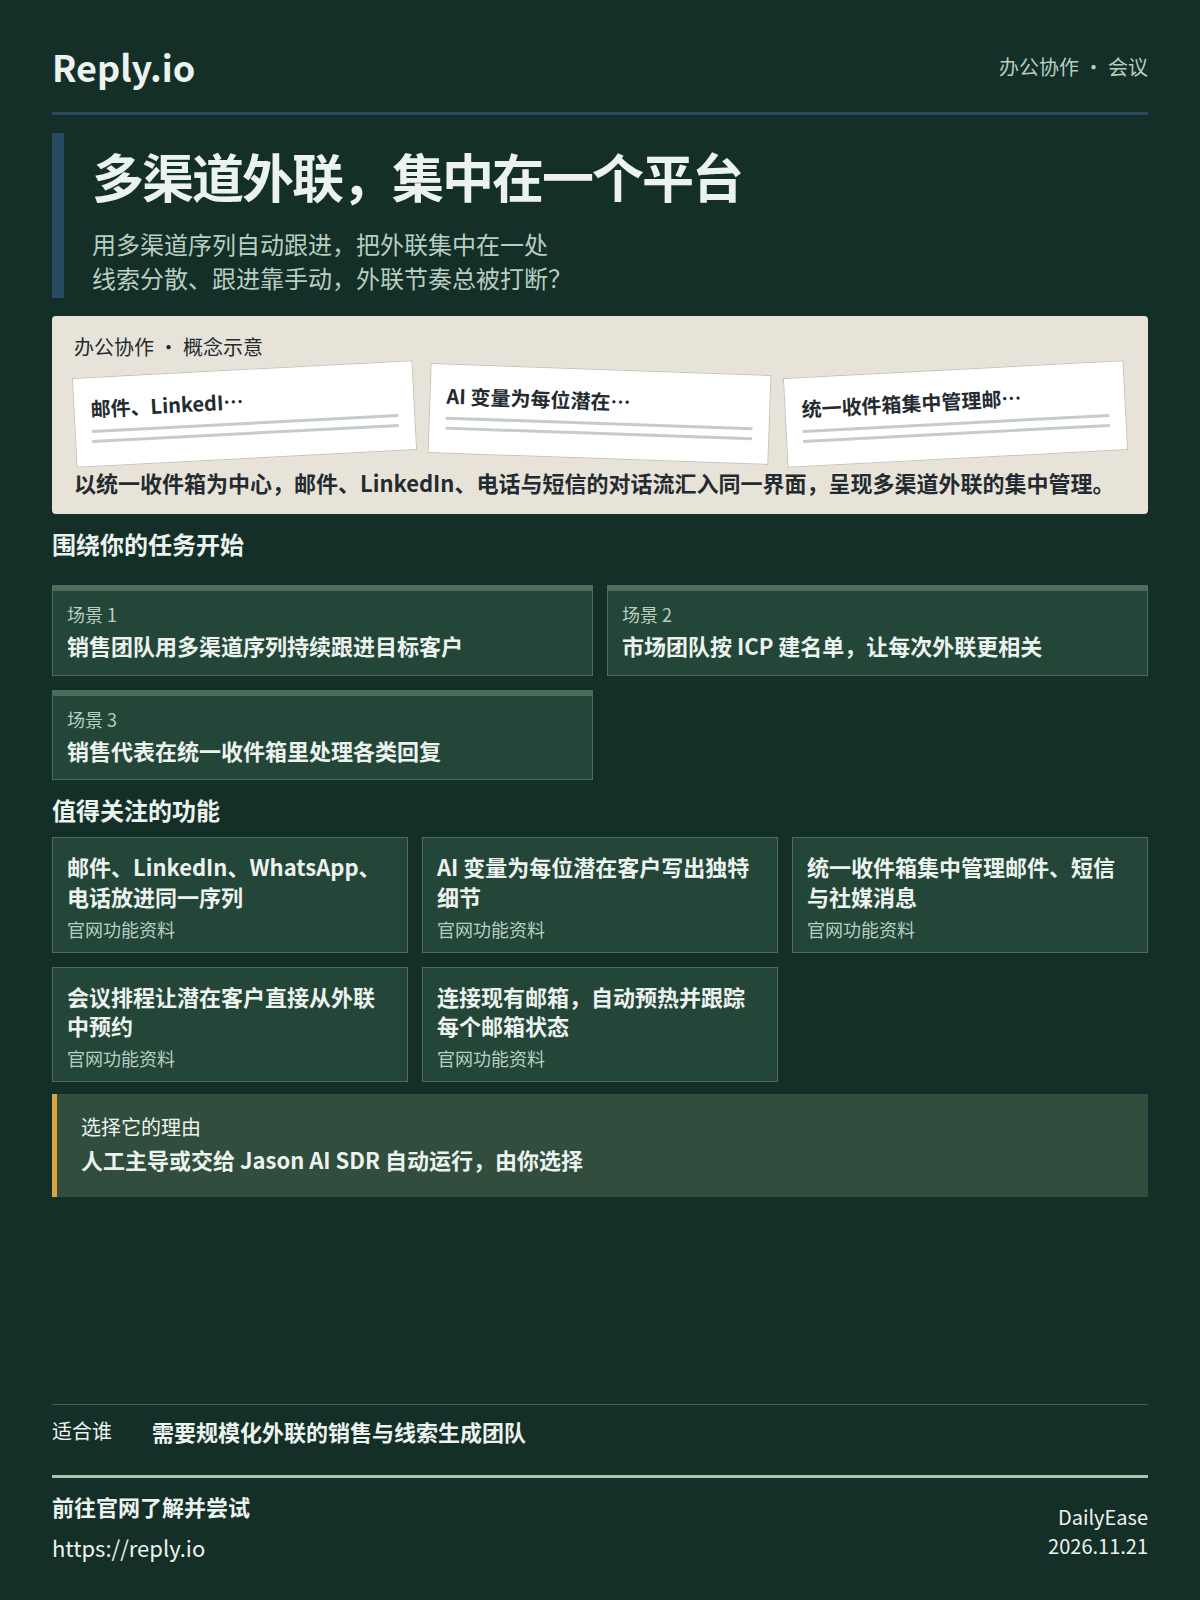 Reply.io
办公协作 · 会议
多渠道外联，集中在一个平台
用多渠道序列自动跟进，把外联集中在一处
线索分散、跟进靠手动，外联节奏总被打断？
办公协作 · 概念示意
邮件、LinkedI…
AI 变量为每位潜在…
统一收件箱集中管理邮…
以统一收件箱为中心，邮件、LinkedIn、电话与短信的对话流汇入同一界面，呈现多渠道外联的集中管理。
围绕你的任务开始
场景 1
销售团队用多渠道序列持续跟进目标客户
场景 2
市场团队按 ICP 建名单，让每次外联更相关
场景 3
销售代表在统一收件箱里处理各类回复
值得关注的功能
邮件、LinkedIn、WhatsApp、
电话放进同一序列
官网功能资料
AI 变量为每位潜在客户写出独特
细节
官网功能资料
统一收件箱集中管理邮件、短信
与社媒消息
官网功能资料
会议排程让潜在客户直接从外联
中预约
官网功能资料
连接现有邮箱，自动预热并跟踪
每个邮箱状态
官网功能资料
选择它的理由
人工主导或交给 Jason AI SDR 自动运行，由你选择
适合谁
需要规模化外联的销售与线索生成团队
前往官网了解并尝试
https://reply.io
DailyEase
2026.11.21